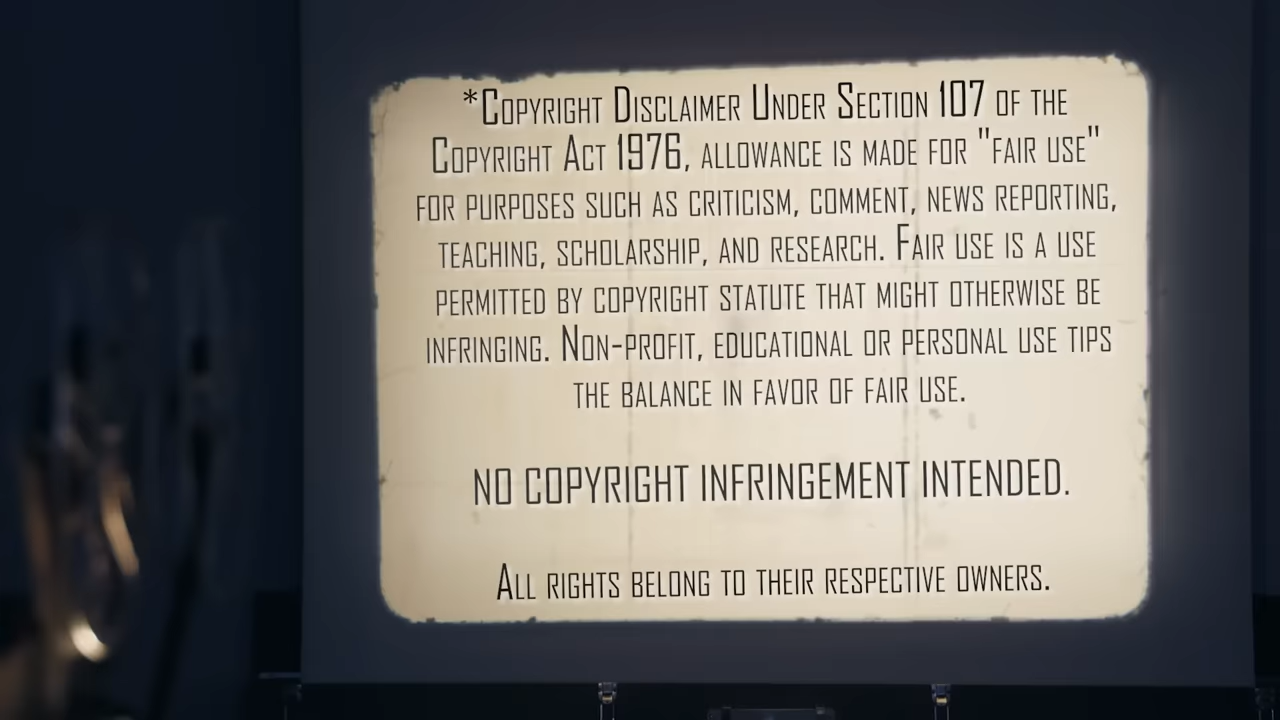 *Copyright Disclaimer Under Section 107 of the
Copyright Act 1976, allowance is made for "fair use"
for purposes such as criticism, comment, news reporting,
teaching, scholarship, and research. Fair use is a use
permitted by copyright statute that might otherwise be
infringing. Non-profit, educational or personal use tips
the balance in favor of fair use.
NO COPYRIGHT INFRINGEMENT INTENDED.
All rights belong to their respective owners.